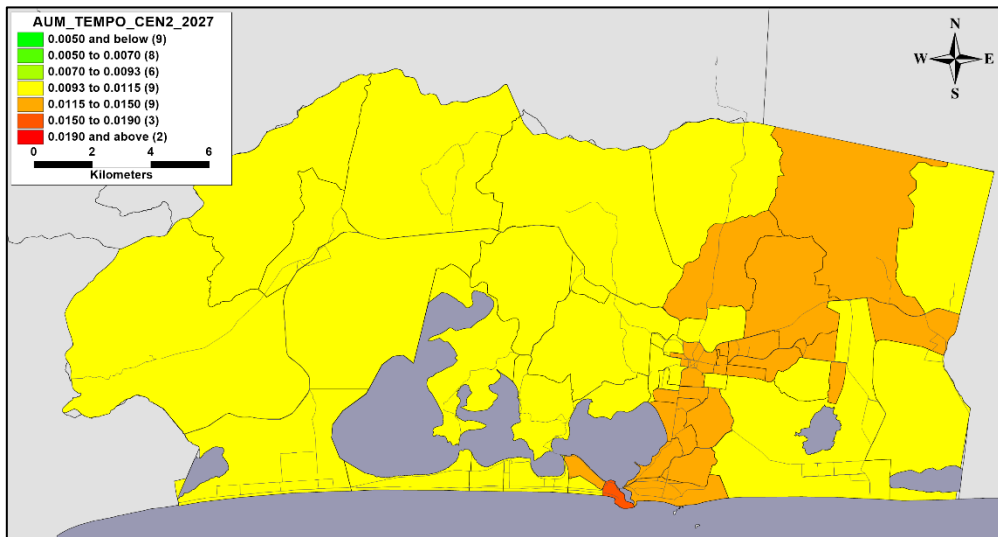 AUM_TEMPO_CEN2_2027
0.0050 and below (9)
0.0050 to 0.0070 (8)
0.0070 to 0.0093 (6)
0.0093 to 0.0115 (9)
0.0115 to 0.0150 (9)
0.0150 to 0.0190 (3)
0.0190 and above (2)
0 2 4 6
Kilometers
N
W E
S